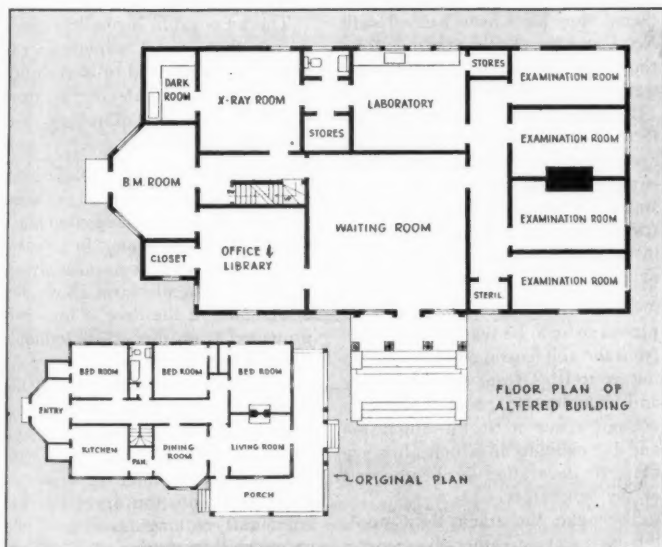 DARK
ROOM
X-RAY ROOM
STORES
LABORATORY
STORES
EXAMINATION ROOM
EXAMINATION ROOM
B M ROOM
WAITING ROOM
EXAMINATION ROOM
CLOSET
OFFICE &
LIBRARY
STERIL.
EXAMINATION ROOM
FLOOR PLAN OF
ALTERED BUILDING
BED ROOM
BED ROOM
BED ROOM
ENTRY
KITCHEN
PAN.
DINING
ROOM
LIVING ROOM
PORCH
ORIGINAL PLAN